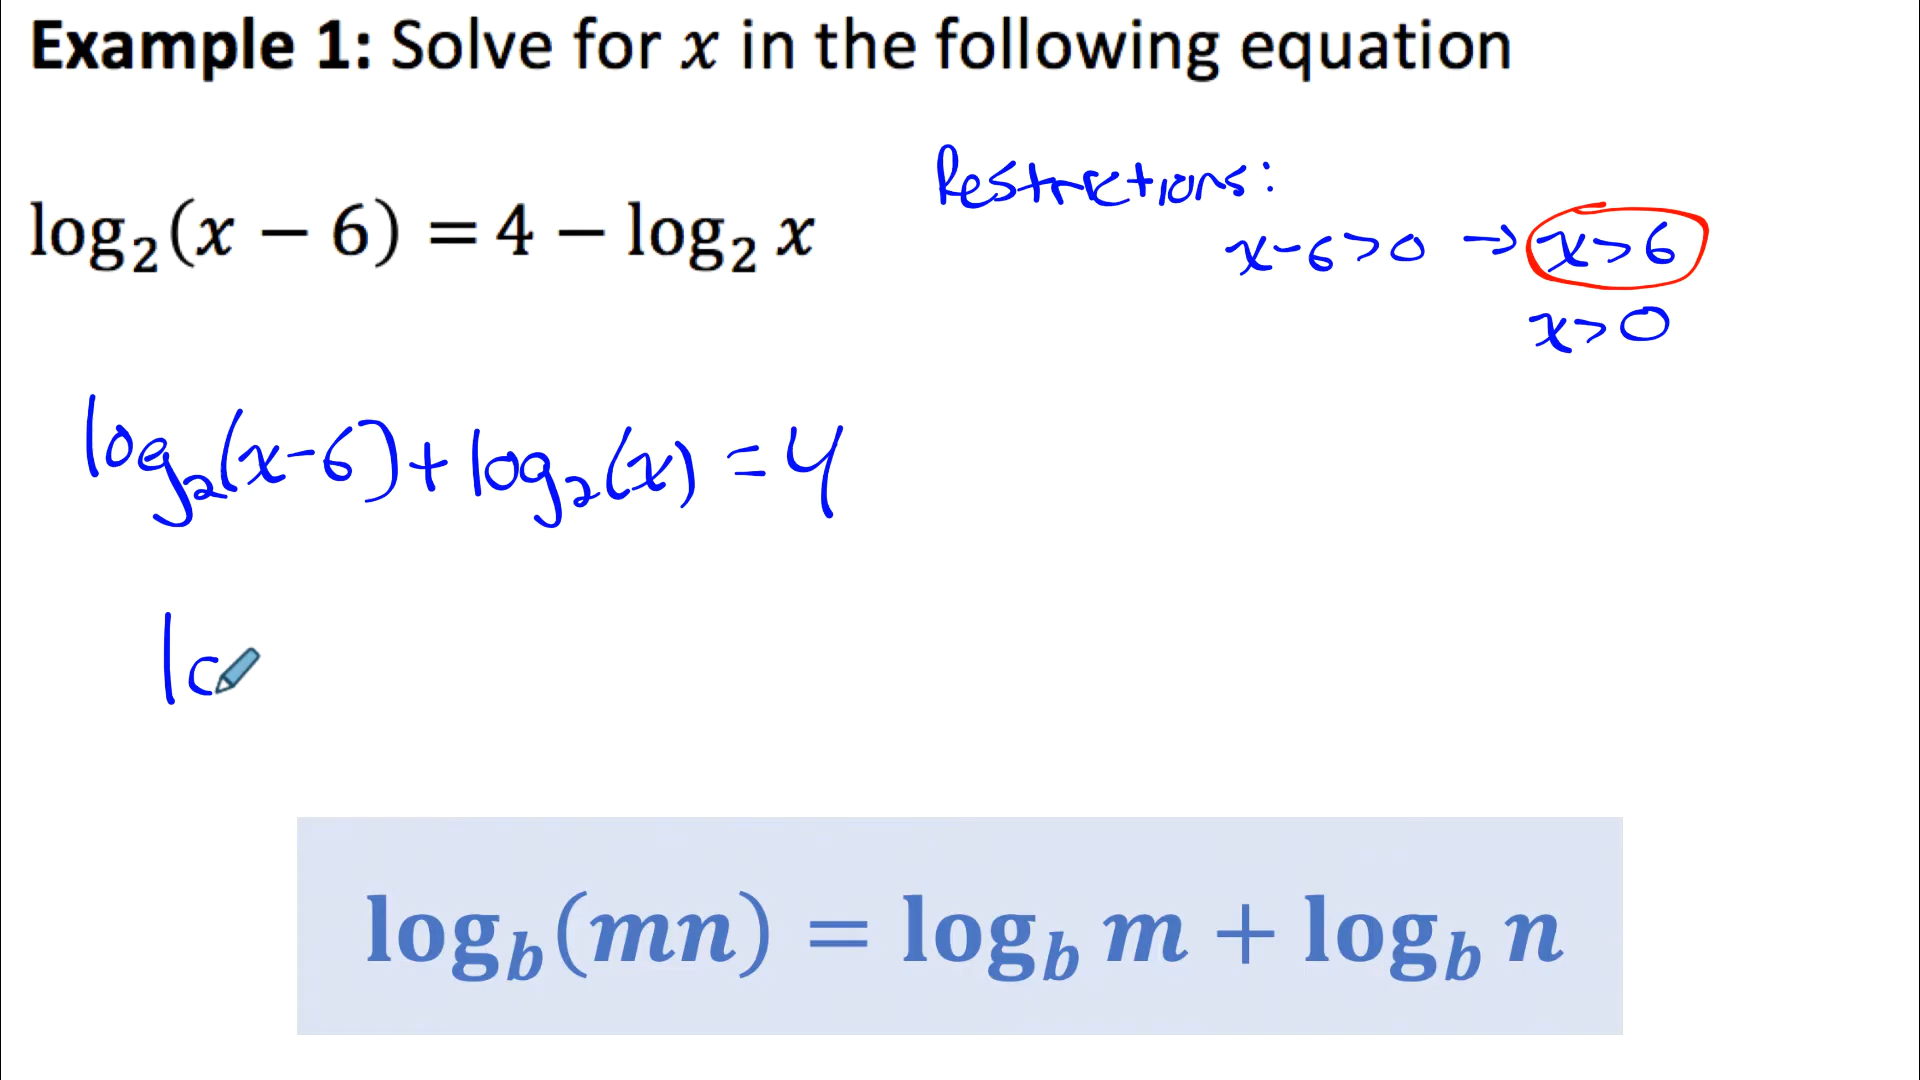 Example 1: Solve for x in the following equation
log₂(x − 6) = 4 − log₂ x
Restrictions:
x-6>0 → x>6
x>0
log₂(x-6)+log₂(x)=4
lo
log_b(mn) = log_b m + log_b n